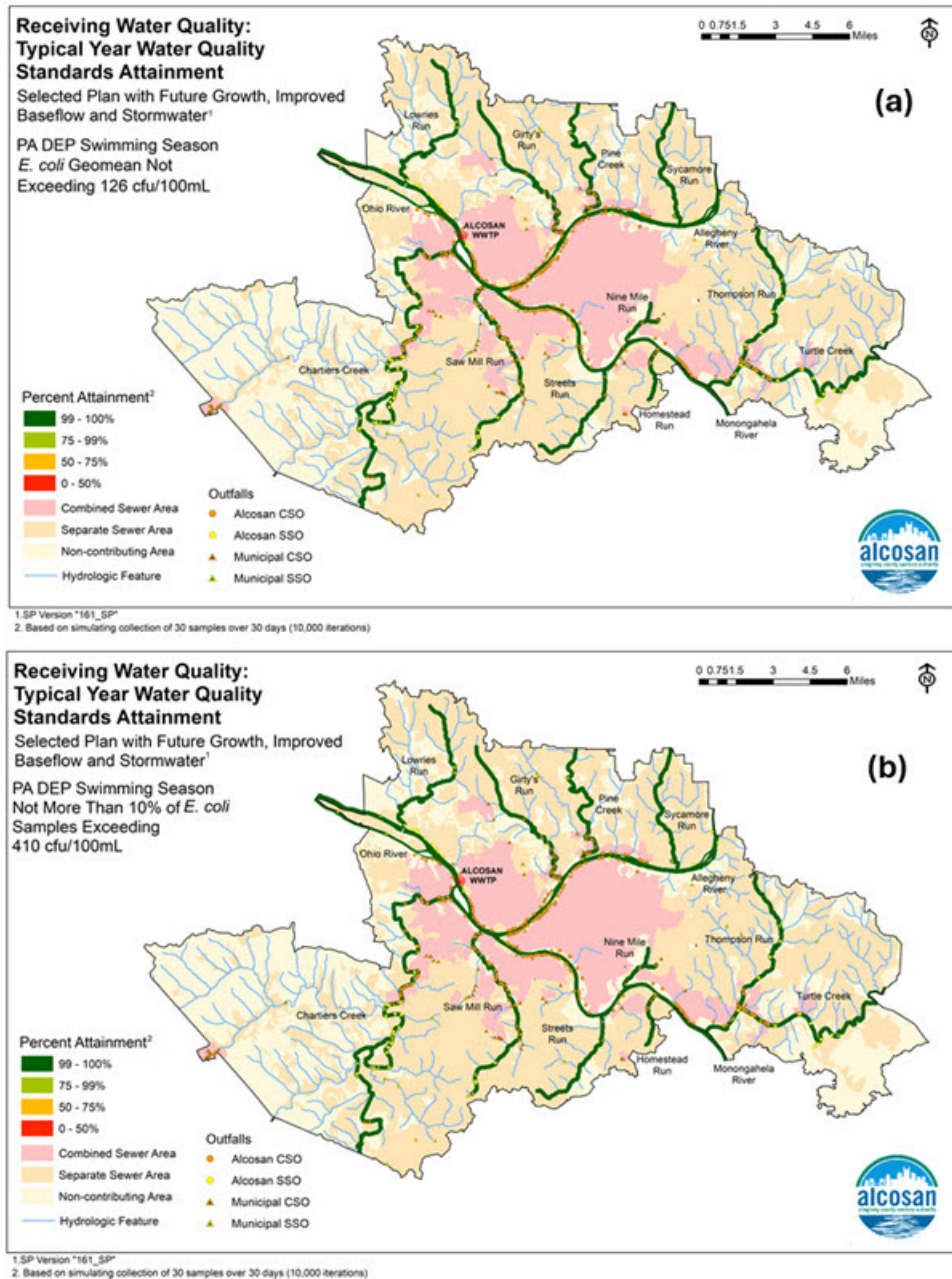 Receiving Water Quality:
Typical Year Water Quality
Standards Attainment
Selected Plan with Future Growth, Improved
Baseflow and Stormwater¹
PA DEP Swimming Season
E. coli Geomean Not
Exceeding 126 cfu/100mL
0 0.75 1.5 3 4.5 6
Miles
N
(a)
Lowries
Run
Girty's
Run
Pine
Creek
Sycamore
Run
Ohio River
ALCOSAN
WWTP
Allegheny
River
Nine Mile
Run
Thompson Run
Chartiers Creek
Saw Mill Run
Streets
Run
Turtle Creek
Homestead
Run
Monongahela
River
Percent Attainment²
99 - 100%
75 - 99%
50 - 75%
0 - 50%
Combined Sewer Area
Separate Sewer Area
Non-contributing Area
Hydrologic Feature
Outfalls
Alcosan CSO
Alcosan SSO
Municipal CSO
Municipal SSO
alcosan
1.SP Version "161_SP"
2. Based on simulating collection of 30 samples over 30 days (10,000 iterations)
Receiving Water Quality:
Typical Year Water Quality
Standards Attainment
Selected Plan with Future Growth, Improved
Baseflow and Stormwater¹
PA DEP Swimming Season
Not More Than 10% of E. coli
Samples Exceeding
410 cfu/100mL
0 0.75 1.5 3 4.5 6
Miles
N
(b)
Lowries
Run
Girty's
Run
Pine
Creek
Sycamore
Run
Ohio River
ALCOSAN
WWTP
Allegheny
River
Nine Mile
Run
Thompson Run
Chartiers Creek
Saw Mill Run
Streets
Run
Turtle Creek
Homestead
Run
Monongahela
River
Percent Attainment²
99 - 100%
75 - 99%
50 - 75%
0 - 50%
Combined Sewer Area
Separate Sewer Area
Non-contributing Area
Hydrologic Feature
Outfalls
Alcosan CSO
Alcosan SSO
Municipal CSO
Municipal SSO
alcosan
1.SP Version "161_SP"
2. Based on simulating collection of 30 samples over 30 days (10,000 iterations)